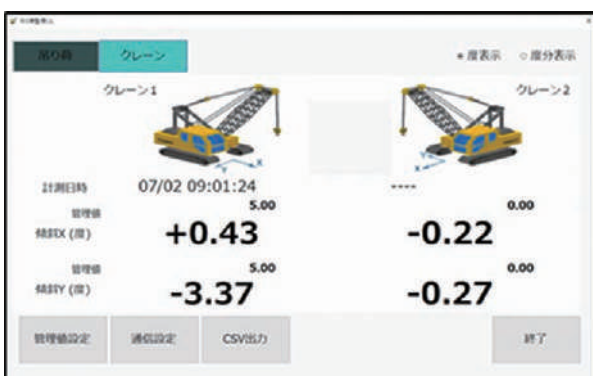 吊り荷 クレーン ● 度表示 ○ 度分表示
クレーン1 クレーン2
X Y X Y
計測日時 07/02 09:01:24 ----
管理値 5.00 0.00
傾斜X (度) +0.43 -0.22
管理値 5.00 0.00
傾斜Y (度) -3.37 -0.27
管理値設定 通信設定 CSV出力 終了